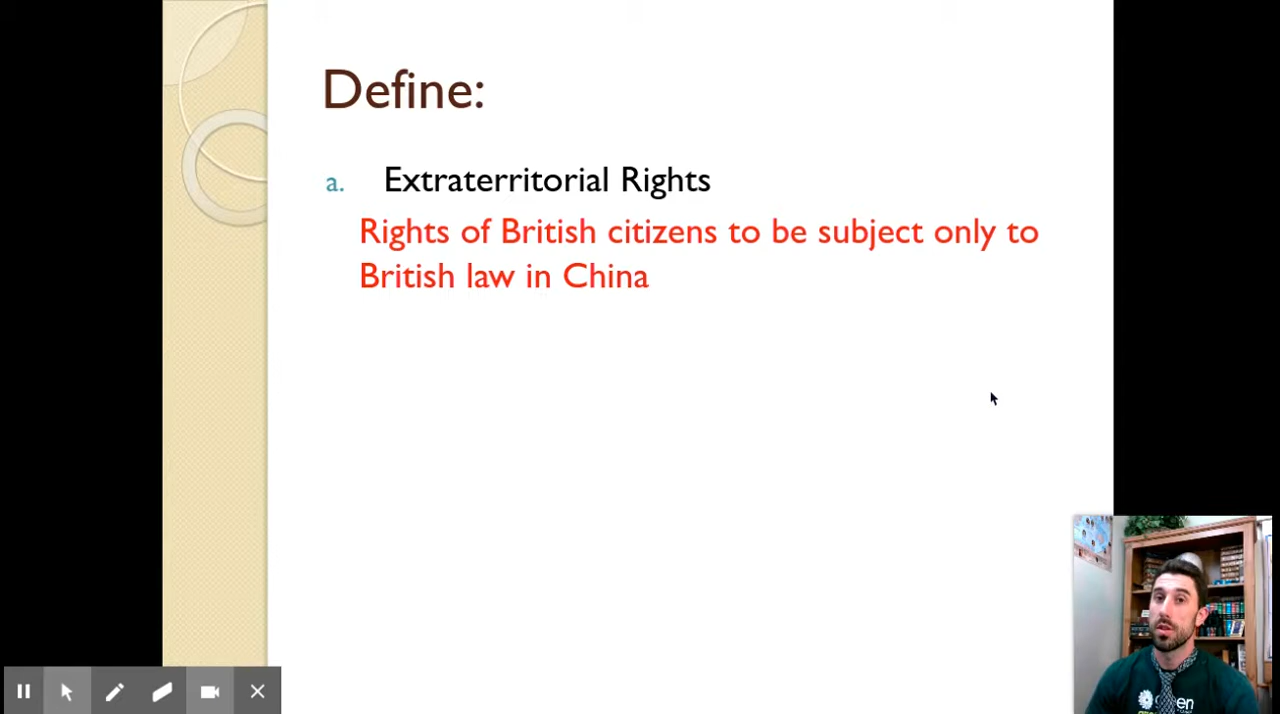 Define:
a. Extraterritorial Rights
Rights of British citizens to be subject only to
British law in China